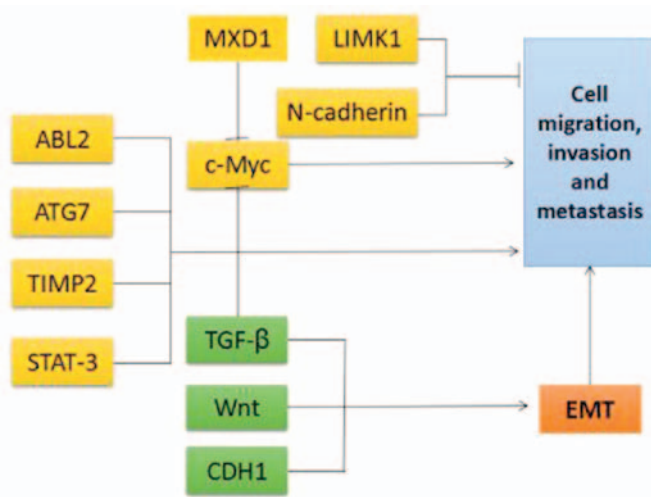 MXD1
LIMK1
N-cadherin
ABL2
c-Myc
ATG7
TIMP2
STAT-3
TGF-β
Wnt
CDH1
Cell
migration,
invasion
and
metastasis
EMT